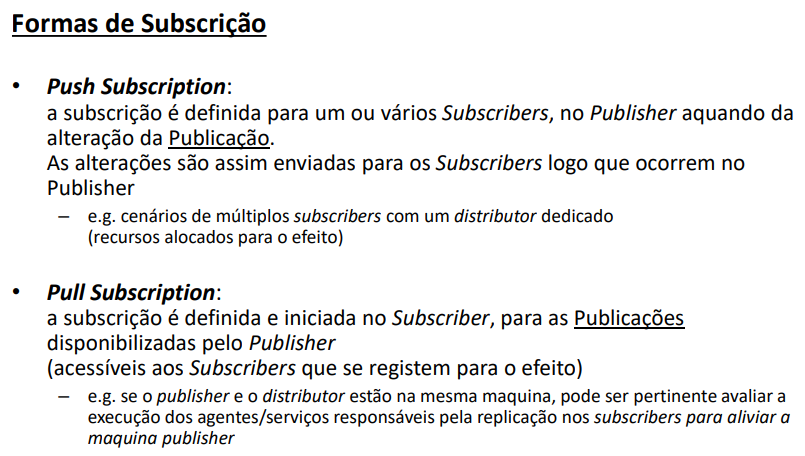 Formas de Subscrição
• Push Subscription:
a subscrição é definida para um ou vários Subscribers, no Publisher aquando da
alteração da Publicação.
As alterações são assim enviadas para os Subscribers logo que ocorrem no
Publisher
– e.g. cenários de múltiplos subscribers com um distributor dedicado
(recursos alocados para o efeito)
• Pull Subscription:
a subscrição é definida e iniciada no Subscriber, para as Publicações
disponibilizadas pelo Publisher
(acessíveis aos Subscribers que se registem para o efeito)
– e.g. se o publisher e o distributor estão na mesma maquina, pode ser pertinente avaliar a
execução dos agentes/serviços responsáveis pela replicação nos subscribers para aliviar a
maquina publisher